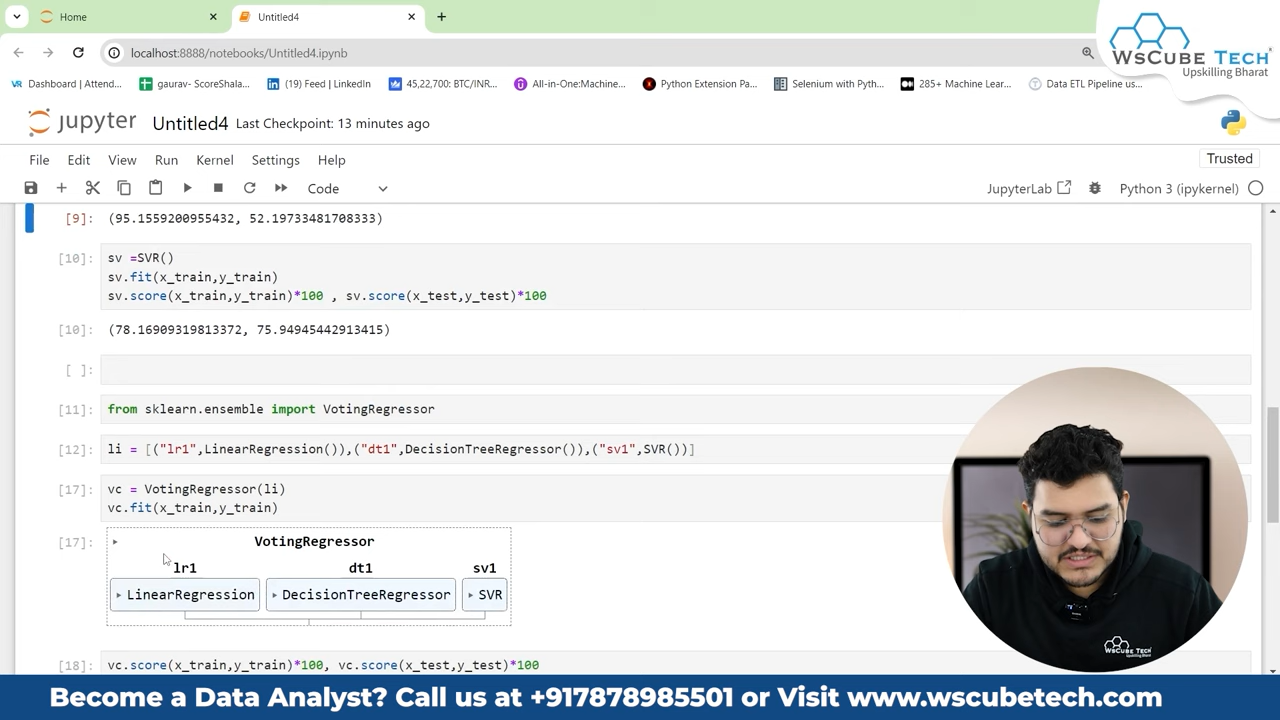 Home
Untitled4
localhost:8888/notebooks/Untitled4.ipynb
WsCube Tech
Upskilling Bharat
Dashboard | Attend...
gaurav- ScoreShala...
(19) Feed | LinkedIn
45,22,700: BTC/INR...
All-in-One:Machine...
Python Extension Pa...
Selenium with Pyth...
285+ Machine Lear...
Data ETL Pipeline us...
jupyter Untitled4 Last Checkpoint: 13 minutes ago
File Edit View Run Kernel Settings Help
Trusted
Code
JupyterLab
Python 3 (ipykernel)
[9]: (95.1559200955432, 52.19733481708333)
[10]: sv =SVR()
sv.fit(x_train,y_train)
sv.score(x_train,y_train)*100 , sv.score(x_test,y_test)*100
[10]: (78.16909319813372, 75.94945442913415)
[ ]:
[11]: from sklearn.ensemble import VotingRegressor
[12]: li = [("lr1",LinearRegression()),("dt1",DecisionTreeRegressor()),("sv1",SVR())]
[17]: vc = VotingRegressor(li)
vc.fit(x_train,y_train)
[17]: VotingRegressor
lr1 dt1 sv1
LinearRegression DecisionTreeRegressor SVR
[18]: vc.score(x_train,y_train)*100, vc.score(x_test,y_test)*100
WsCube Tech
Upskilling Bharat
Become a Data Analyst? Call us at +917878985501 or Visit www.wscubetech.com